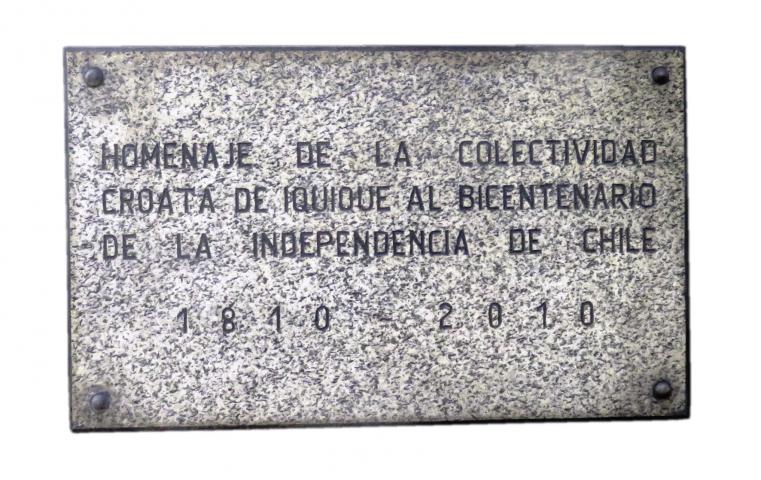 HOMENAJE DE LA COLECTIVIDAD
CROATA DE IQUIQUE AL BICENTENARIO
DE LA INDEPENDENCIA DE CHILE
1810 - 2010